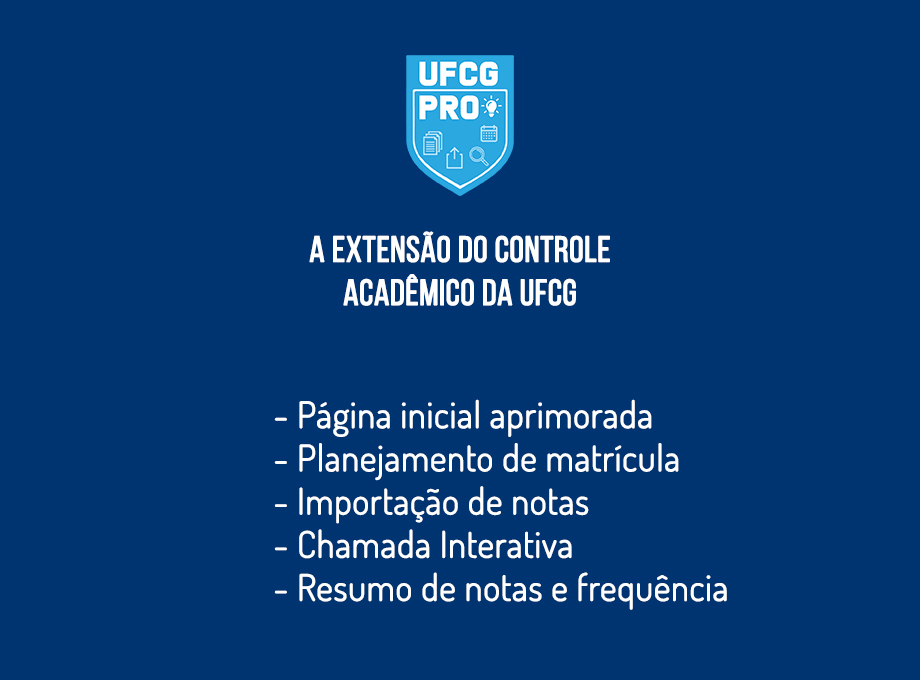 UFCG
PRO
A EXTENSÃO DO CONTROLE
ACADÊMICO DA UFCG
- Página inicial aprimorada
- Planejamento de matrícula
- Importação de notas
- Chamada Interativa
- Resumo de notas e frequência